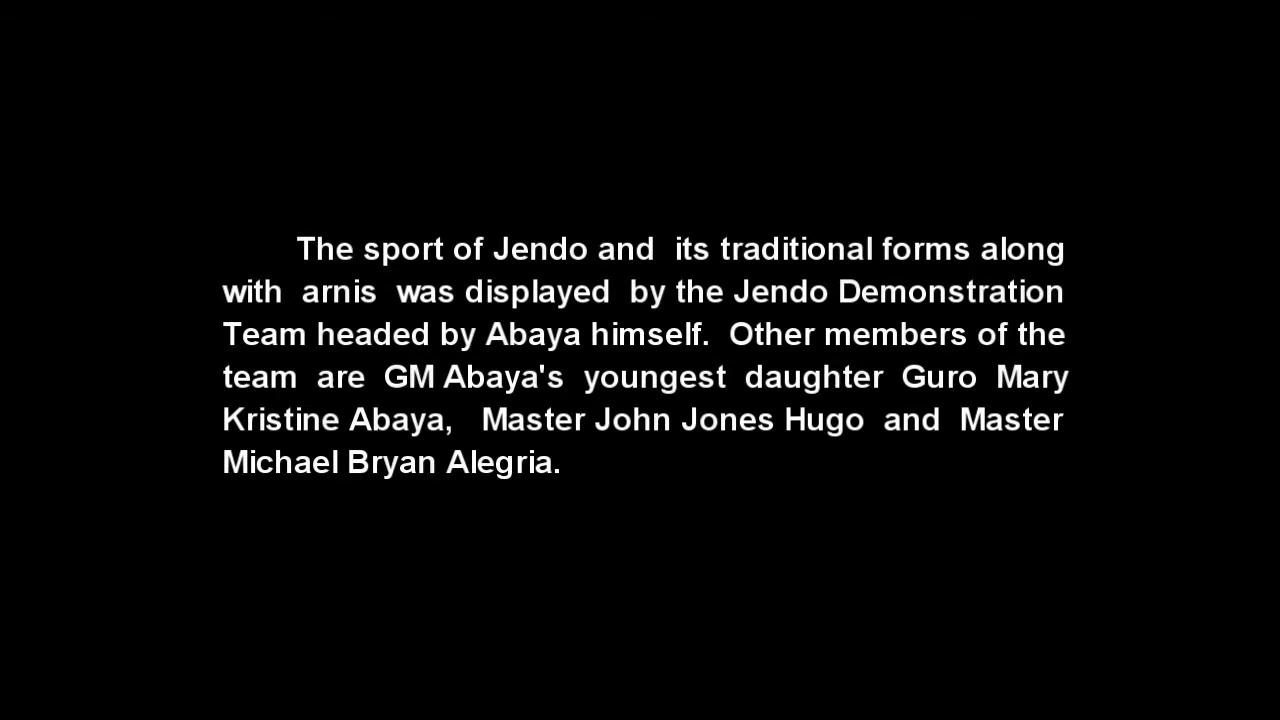 The sport of Jendo and its traditional forms along
with arnis was displayed by the Jendo Demonstration
Team headed by Abaya himself. Other members of the
team are GM Abaya's youngest daughter Guro Mary
Kristine Abaya, Master John Jones Hugo and Master
Michael Bryan Alegria.